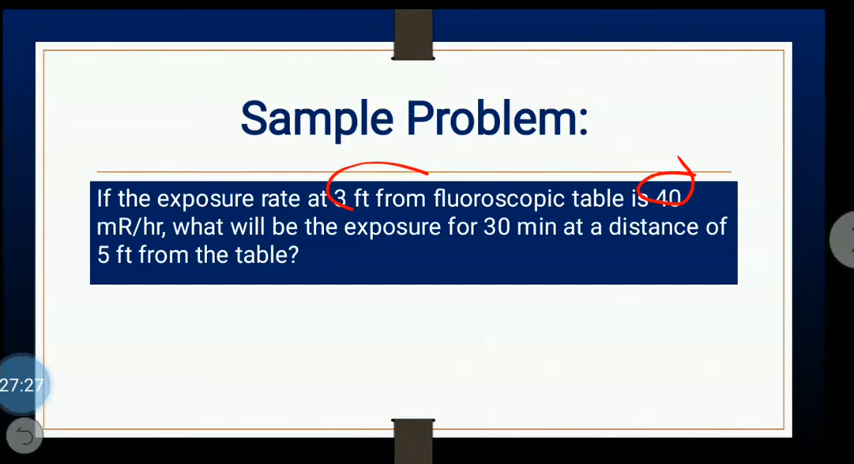 Sample Problem:
If the exposure rate at 3 ft from fluoroscopic table is 40
mR/hr, what will be the exposure for 30 min at a distance of
5 ft from the table?
27:27